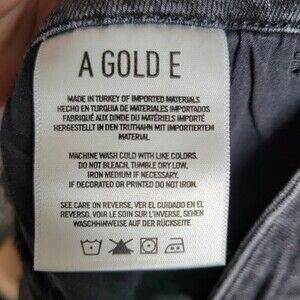 A GOLD E
MADE IN TURKEY OF IMPORTED MATERIALS
HECHO EN TURQUIA DE MATERIALES IMPORTADOS
FABRIQUÉ AUX DINDE DU MATÉRIELS IMPORTÉ
HERGESTELLT IN DEN TRUTHAHN MIT IMPORTIERTEM
MATERIAL
MACHINE WASH COLD WITH LIKE COLORS.
DO NOT BLEACH, TUMBLE DRY LOW,
IRON MEDIUM IF NECESSARY.
IF DECORATED OR PRINTED DO NOT IRON.
SEE CARE ON REVERSE, VER EL CUIDADO EN EL
REVERSO, VOIR LE SOIN SUR L'INVERSE, SEHEN
WASCHHINWEISE AUF DER RÜCKSEITE